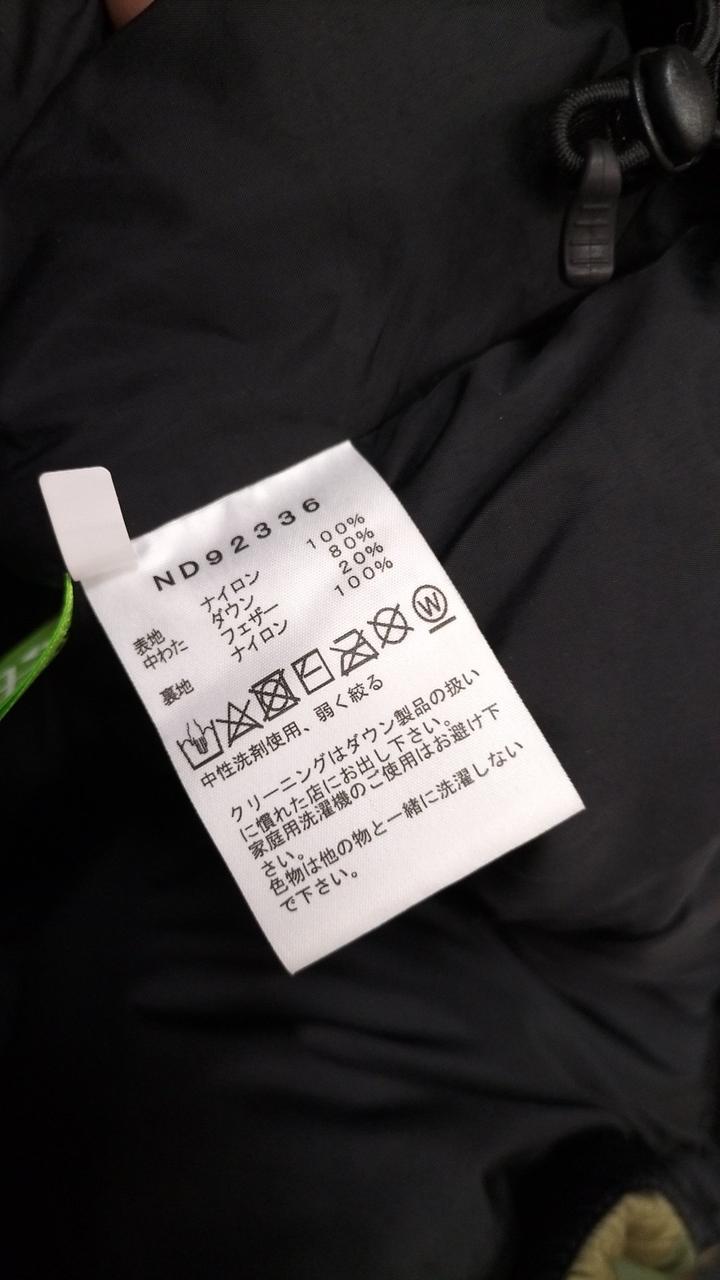 ND92336
表地 ナイロン 100%
中わた ダウン 80%
フェザー 20%
裏地 ナイロン 100%
W
中性洗剤使用、弱く絞る
クリーニングはダウン製品の扱い
に慣れた店にお出し下さい。
家庭用洗濯機のご使用はお避け下
さい。
色物は他の物と一緒に洗濯しない
で下さい。